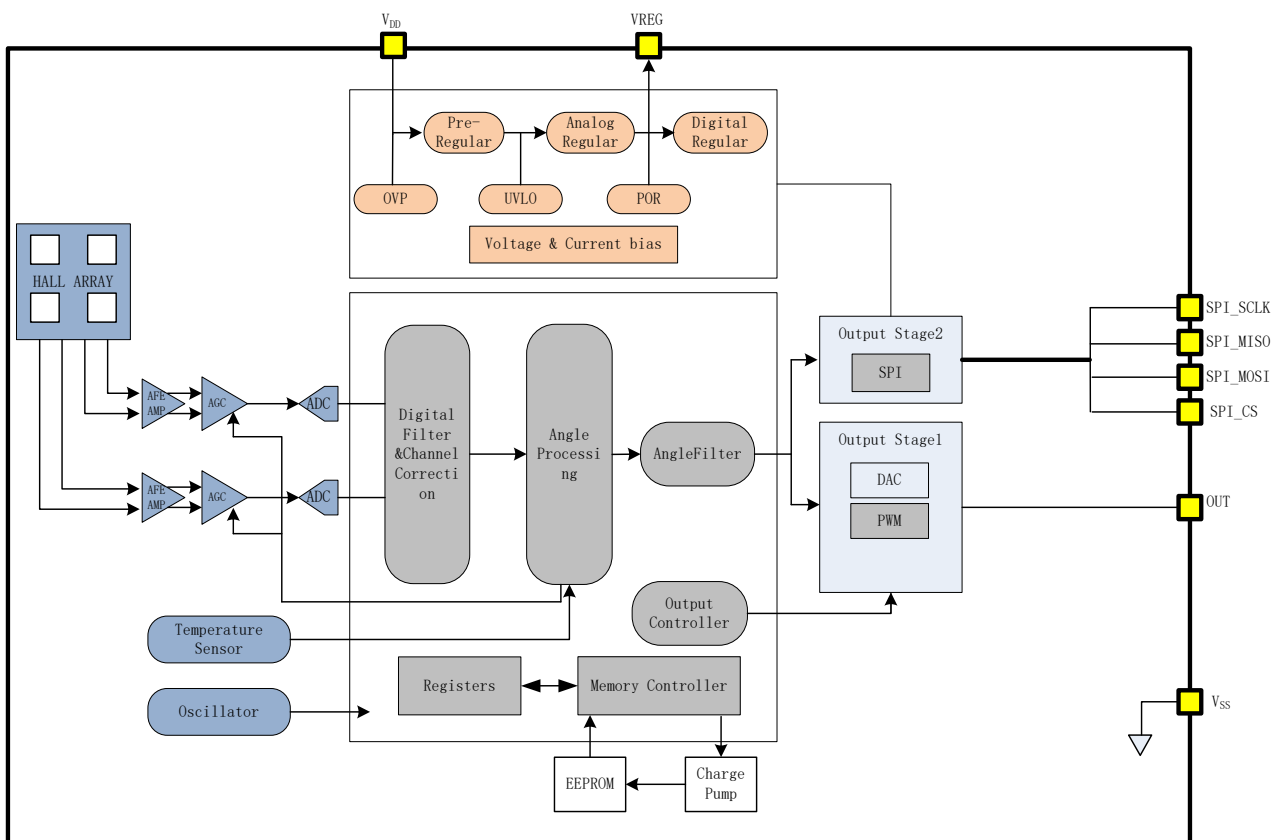 VDD
VREG
Pre-
Regular
Analog
Regular
Digital
Regular
OVP
UVLO
POR
Voltage & Current bias
HALL ARRAY
AFE
AMP
AGC
ADC
AFE
AMP
AGC
ADC
Digital
Filter
&Channel
Correcti
on
Angle
Processi
ng
AngleFilter
Output Stage2
SPI
Output Stage1
DAC
PWM
SPI_SCLK
SPI_MISO
SPI_MOSI
SPI_CS
OUT
Output
Controller
Temperature
Sensor
Oscillator
Registers
Memory Controller
EEPROM
Charge
Pump
VSS